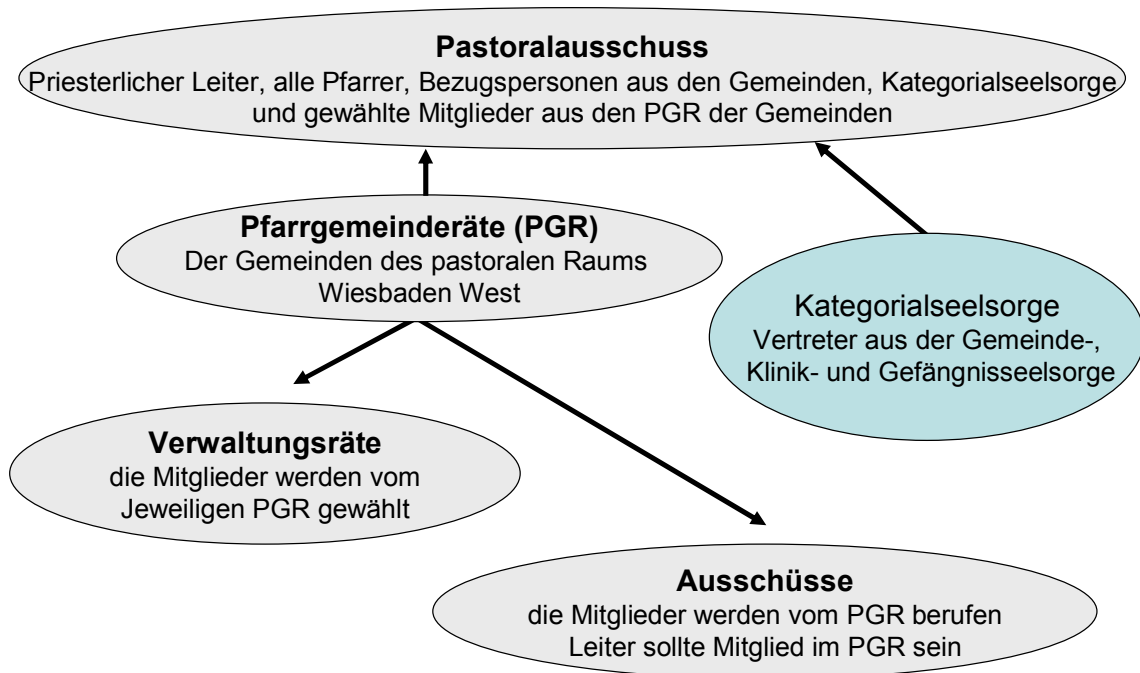 Pastoralausschuss
Priesterlicher Leiter, alle Pfarrer, Bezugspersonen aus den Gemeinden, Kategorialseelsorge
und gewählte Mitglieder aus den PGR der Gemeinden
Pfarrgemeinderäte (PGR)
Der Gemeinden des pastoralen Raums
Wiesbaden West
Kategorialseelsorge
Vertreter aus der Gemeinde-,
Klinik- und Gefängnisseelsorge
Verwaltungsräte
die Mitglieder werden vom
Jeweiligen PGR gewählt
Ausschüsse
die Mitglieder werden vom PGR berufen
Leiter sollte Mitglied im PGR sein